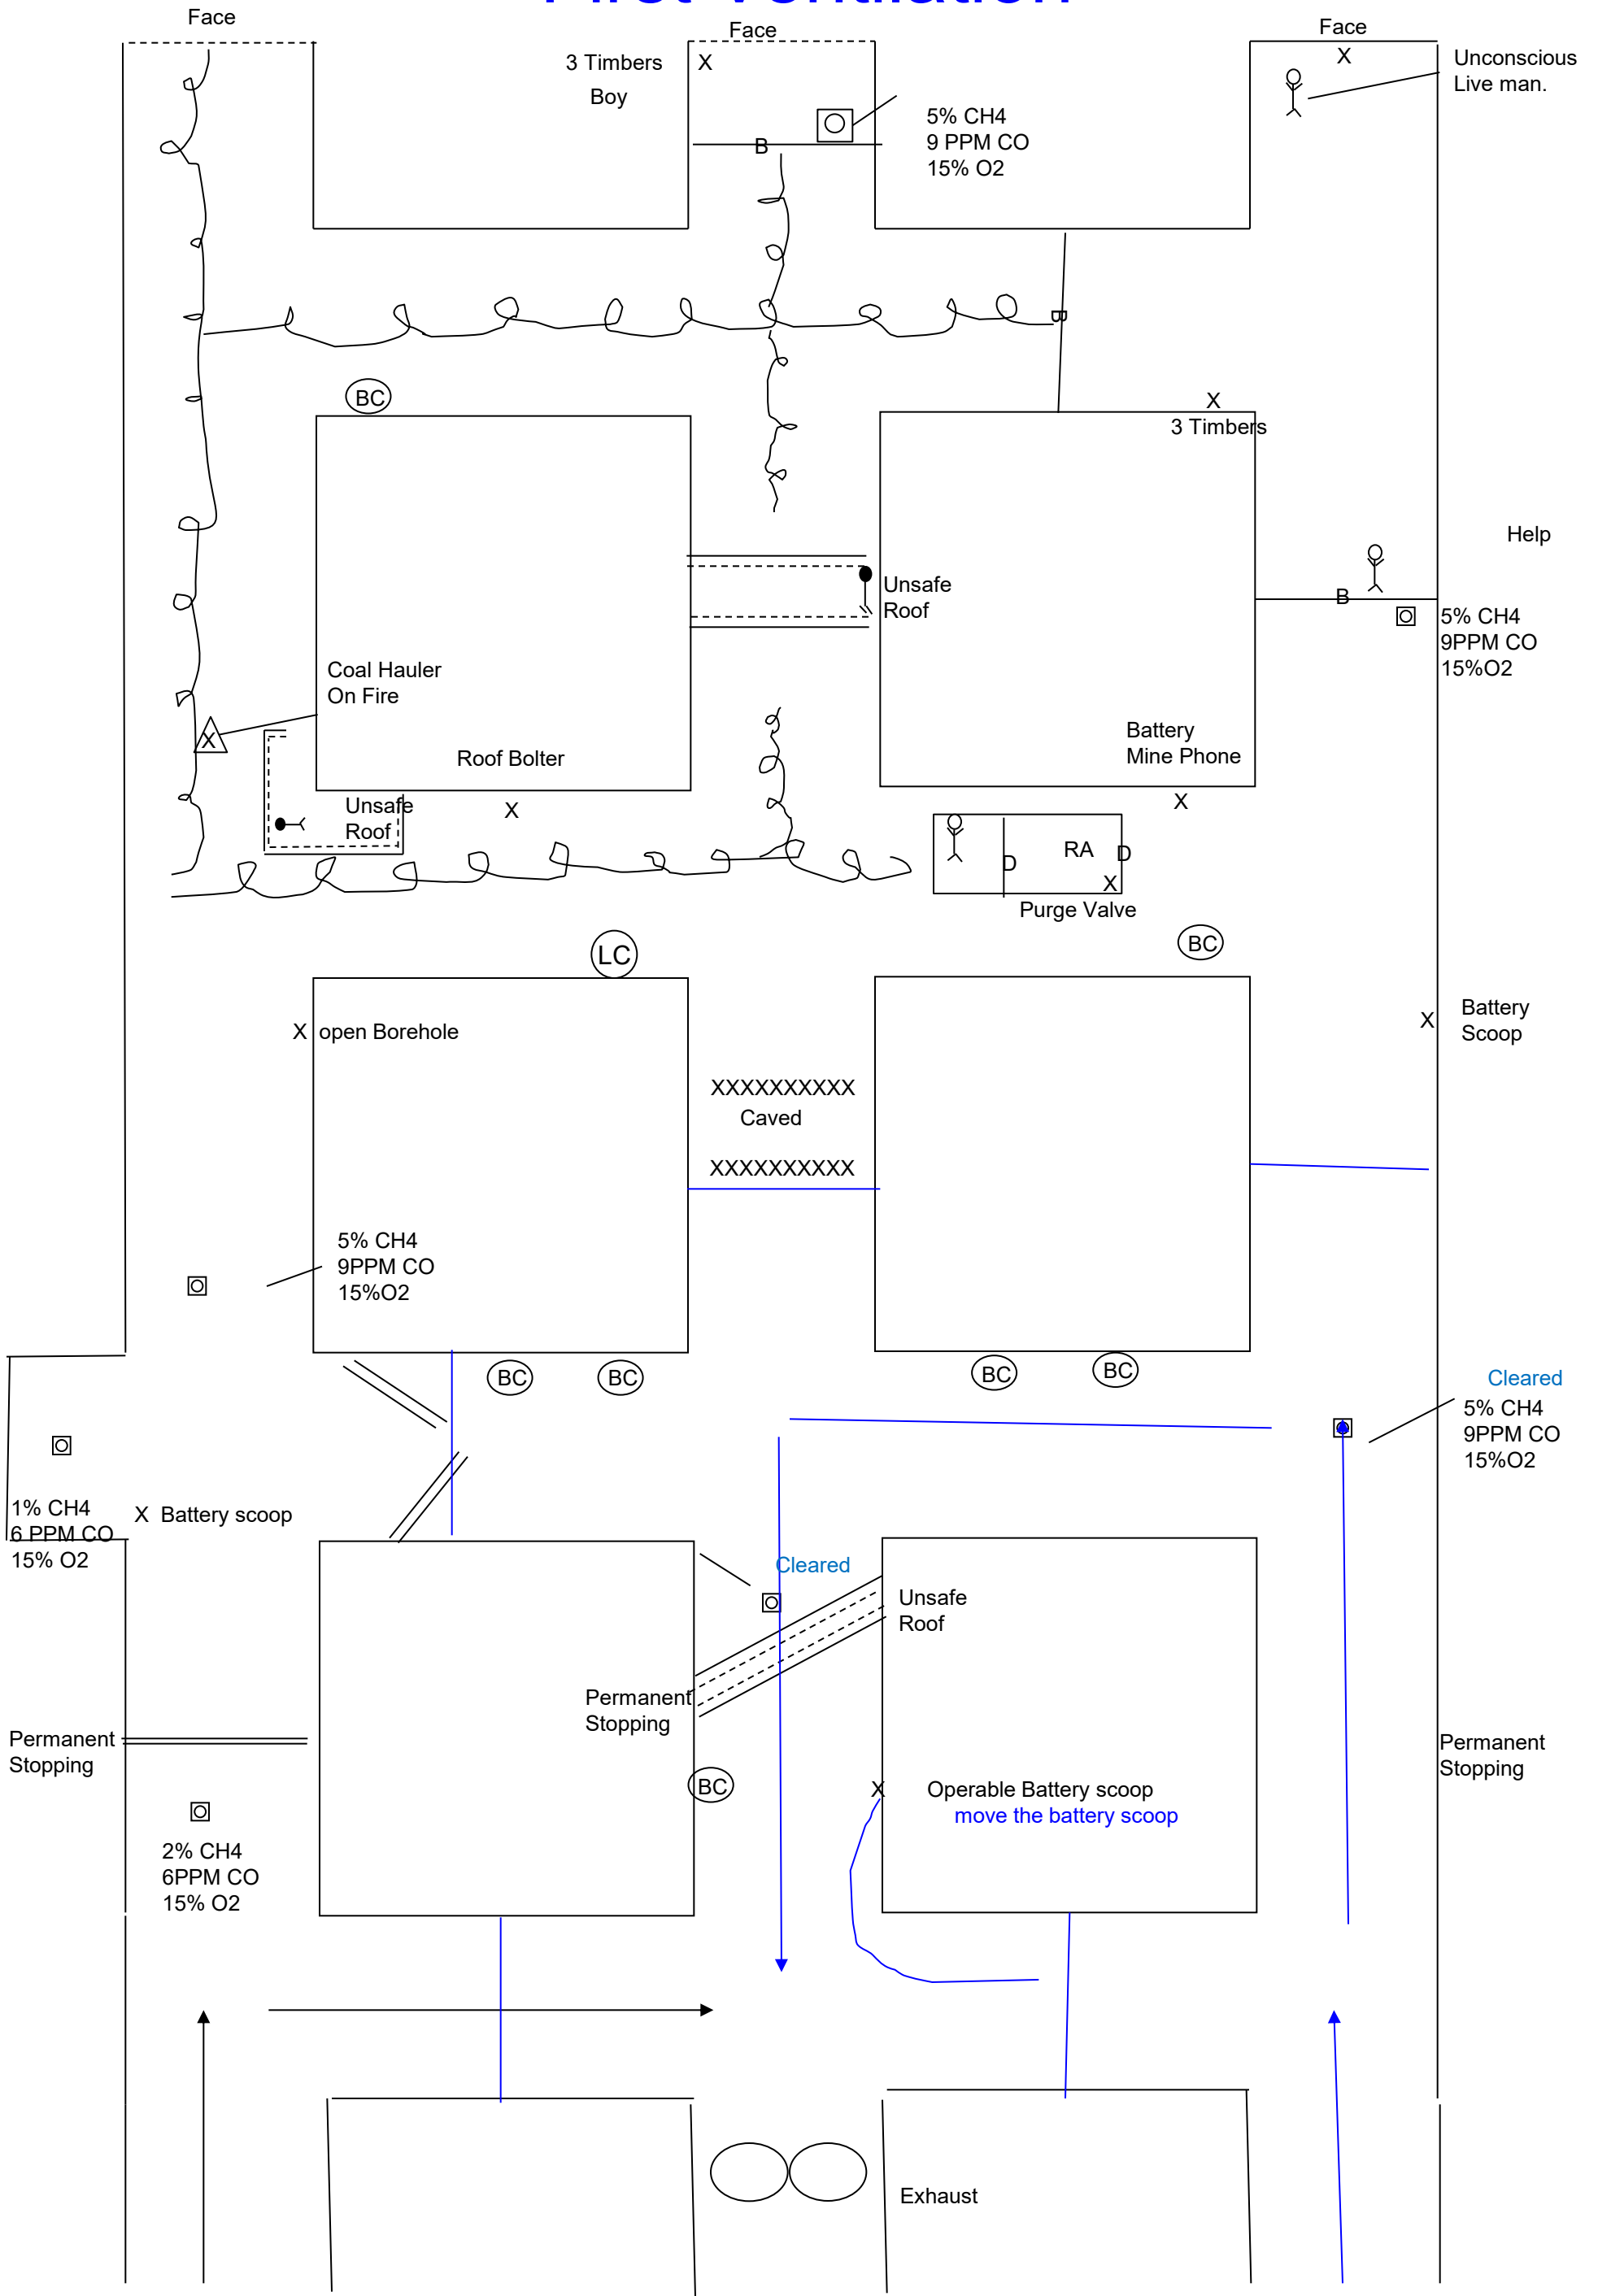 First Ventilation
Face
Face
Face
3 Timbers
X
X
Unconscious
Live man.
Boy
5% CH4
9 PPM CO
15% O2
B
B
BC
X
3 Timbers
Help
Unsafe
Roof
B
5% CH4
9PPM CO
15%O2
Coal Hauler
On Fire
X
Roof Bolter
Battery
Mine Phone
Unsafe
Roof
X
X
D
RA
D
X
Purge Valve
LC
BC
X open Borehole
X
Battery
Scoop
XXXXXXXXXX
Caved
XXXXXXXXXX
5% CH4
9PPM CO
15%O2
BC
BC
BC
BC
Cleared
5% CH4
9PPM CO
15%O2
1% CH4
6 PPM CO
15% O2
X Battery scoop
Cleared
Unsafe
Roof
Permanent
Stopping
Permanent
Stopping
Permanent
Stopping
BC
X
Operable Battery scoop
move the battery scoop
2% CH4
6PPM CO
15% O2
Exhaust